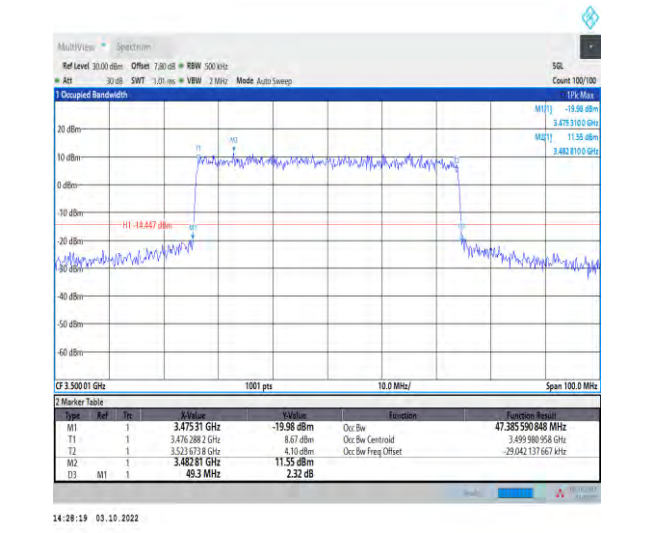 MultiView Spectrum
Ref Level 30.00 dBm Offset 7.80 dB RBW 500 kHz SGL
Att 30 dB SWT 1.01 ms VBW 2 MHz Mode Auto Sweep Count 100/100
1 Occupied Bandwidth 1Pk Max
M1[1] -19.98 dBm
3.475 310 0 GHz
M2[1] 11.55 dBm
3.482 810 0 GHz
20 dBm
10 dBm
0 dBm
-10 dBm
-20 dBm
-30 dBm
-40 dBm
-50 dBm
-60 dBm
T1
M2
T2
H1 -14.447 dBm
M1
CF 3.500 01 GHz 1001 pts 10.0 MHz/ Span 100.0 MHz
2 Marker Table
Type Ref Trc X-Value Y-Value Function Function Result
M1 1 3.475 31 GHz -19.98 dBm Occ Bw 47.385 590 848 MHz
T1 1 3.476 288 2 GHz 8.67 dBm Occ Bw Centroid 3.499 980 958 GHz
T2 1 3.523 673 8 GHz 4.10 dBm Occ Bw Freq Offset -29.042 137 667 kHz
M2 1 3.482 81 GHz 11.55 dBm
D3 M1 1 49.3 MHz 2.32 dB
14:28:19 03.10.2022